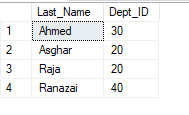 Last_Name Dept_ID
1 Ahmed 30
2 Asghar 20
3 Raja 20
4 Ranazai 40